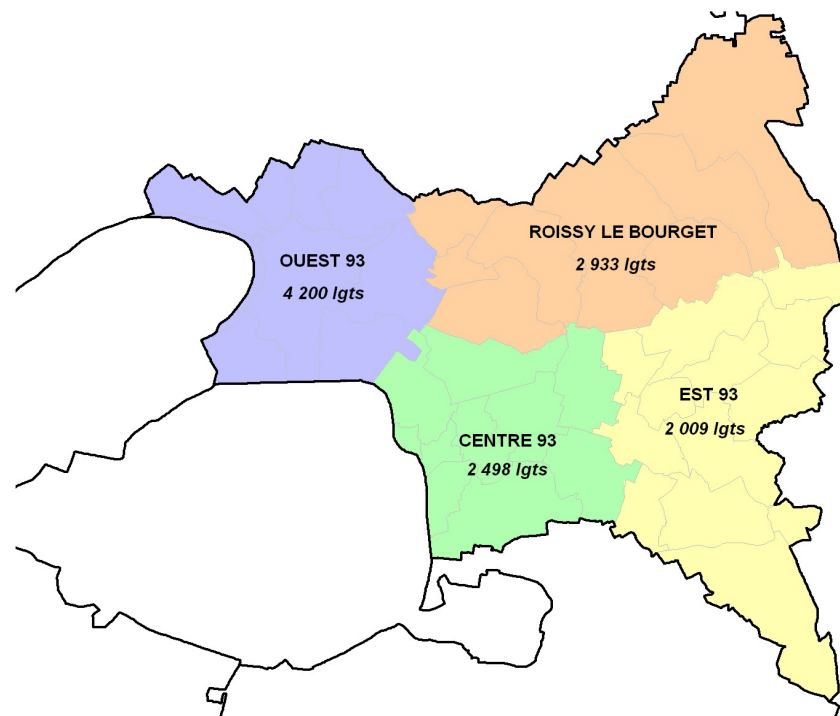 ROISSY LE BOURGET
2 933 lgts
OUEST 93
4 200 lgts
EST 93
2 009 lgts
CENTRE 93
2 498 lgts